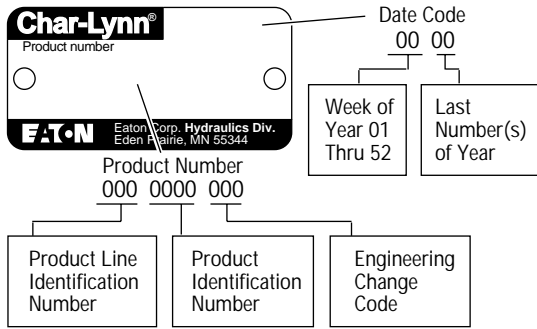 Char-Lynn®
Product number
EATON
Eaton Corp. Hydraulics Div.
Eden Prairie, MN 55344
Date Code
00 00
Week of
Year 01
Thru 52
Last
Number(s)
of Year
Product Number
000 0000 000
Product Line
Identification
Number
Product
Identification
Number
Engineering
Change
Code